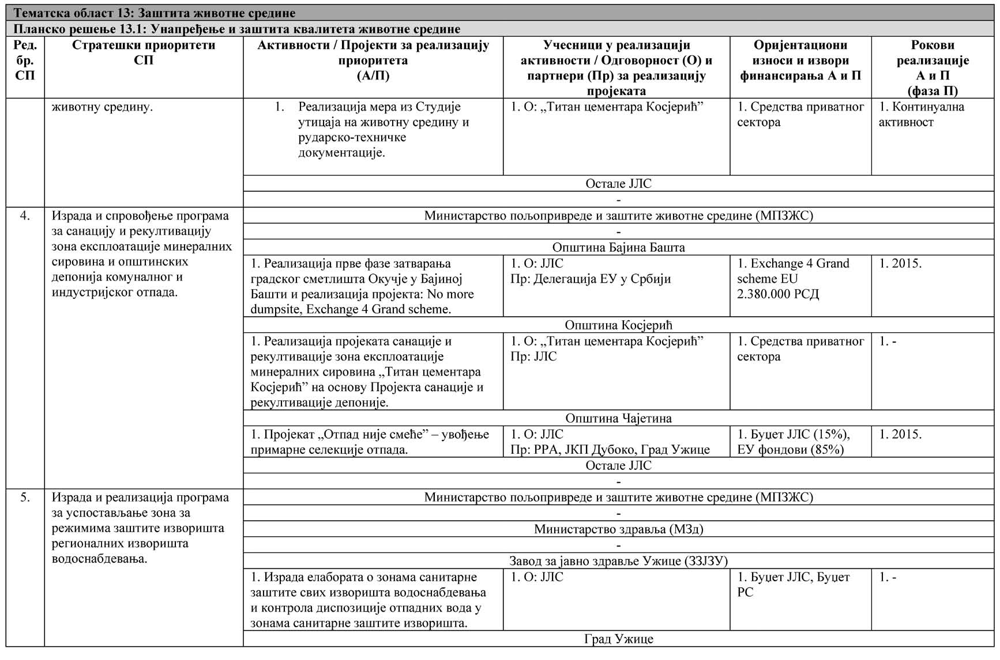 Тематска област 13: Заштита животне средине
Планско решење 13.1: Унапређење и заштита квалитета животне средине
Ред.
бр.
СП
Стратешки приоритети
СП
Активности / Пројекти за реализацију
приоритета
(А/П)
Учесници у реализацији
активности / Одговорност (О) и
партнери (Пр) за реализацију
пројеката
Оријентациони
износи и извори
финансирања А и П
Рокови
реализације
А и П
(фаза П)
животну средину.
1. Реализација мера из Студије
утицаја на животну средину и
рударско-техничке
документације.
1. О: „Титан цементара Косјерић”
1. Средства приватног
сектора
1. Континуална
активност
Остале ЈЛС
-
4.
Израда и спровођење програма
за санацију и рекултивацију
зона експлоатације минералних
сировина и општинских
депонија комуналног и
индустријског отпада.
Министарство пољопривреде и заштите животне средине (МПЗЖС)
-
Општина Бајина Башта
1. Реализација прве фазе затварања
градског сметлишта Окучје у Бајиној
Башти и реализација пројекта: No more
dumpsite, Exchange 4 Grand scheme.
1. О: ЈЛС
Пр: Делегација ЕУ у Србији
1. Exchange 4 Grand
scheme EU
2.380.000 РСД
1. 2015.
Општина Косјерић
1. Реализација пројеката санације и
рекултивације зона експлоатације
минералних сировина „Титан цементара
Косјерић” на основу Пројекта санације и
рекултивације депоније.
1. О: „Титан цементара Косјерић”
Пр: ЈЛС
1. Средства приватног
сектора
1. -
Општина Чајетина
1. Пројекат „Отпад није смеће” – увођење
примарне селекције отпада.
1. О: ЈЛС
Пр: РРА, ЈКП Дубоко, Град Ужице
1. Буџет ЈЛС (15%),
ЕУ фондови (85%)
1. 2015.
Остале ЈЛС
-
5.
Израда и реализација програма
за успостављање зона за
режимима заштите изворишта
регионалних изворишта
водоснабдевања.
Министарство пољопривреде и заштите животне средине (МПЗЖС)
-
Министарство здравља (МЗд)
-
Завод за јавно здравље Ужице (ЗЗЈЗУ)
1. Израда елабората о зонама санитарне
заштите свих изворишта водоснабдевања
и контрола диспозиције отпадних вода у
зонама санитарне заштите изворишта.
1. О: ЈЛС
1. Буџет ЈЛС, Буџет
РС
1. -
Град Ужице